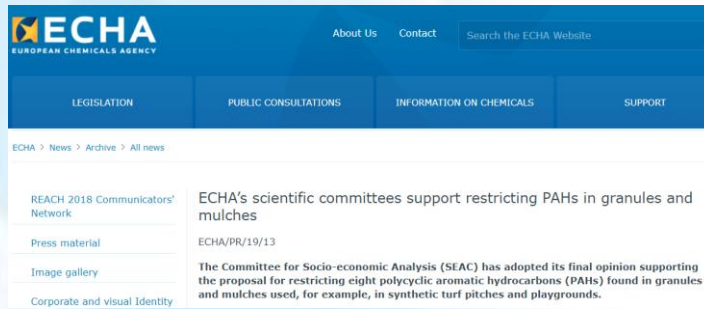 ECHA
EUROPEAN CHEMICALS AGENCY
About Us
Contact
Search the ECHA Website
LEGISLATION
PUBLIC CONSULTATIONS
INFORMATION ON CHEMICALS
SUPPORT
ECHA > News > Archive > All news
REACH 2018 Communicators'
Network
Press material
Image gallery
Corporate and visual Identity
ECHA's scientific committees support restricting PAHs in granules and
mulches
ECHA/PR/19/13
The Committee for Socio-economic Analysis (SEAC) has adopted its final opinion supporting
the proposal for restricting eight polycyclic aromatic hydrocarbons (PAHs) found in granules
and mulches used, for example, in synthetic turf pitches and playgrounds.